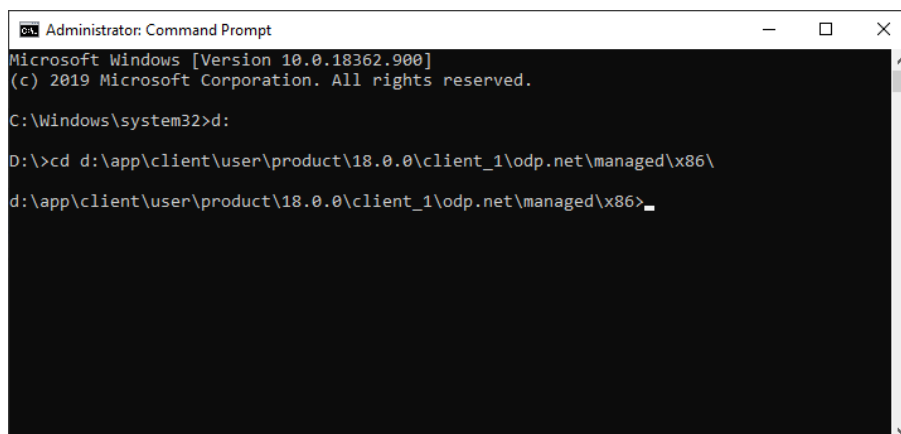 Administrator: Command Prompt
Microsoft Windows [Version 10.0.18362.900]
(c) 2019 Microsoft Corporation. All rights reserved.
C:\Windows\system32>d:
D:\>cd d:\app\client\user\product\18.0.0\client_1\odp.net\managed\x86\
d:\app\client\user\product\18.0.0\client_1\odp.net\managed\x86>